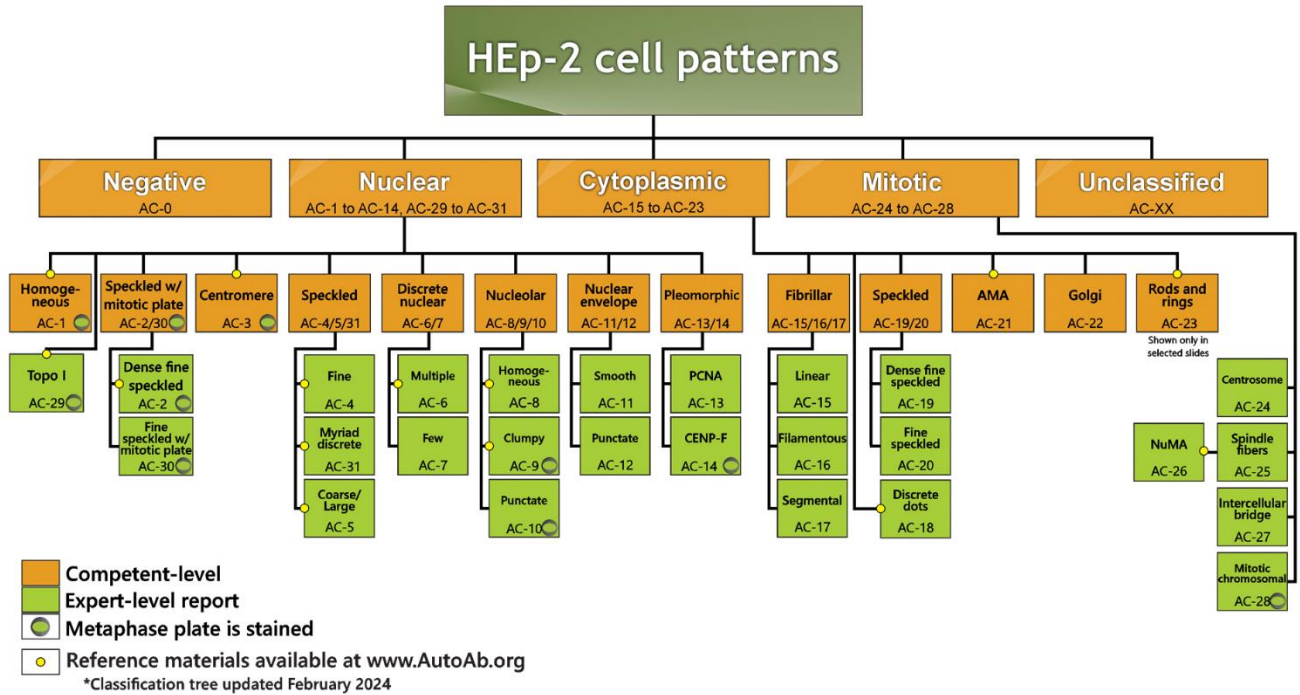 HEp-2 cell patterns
Negative
AC-0
Nuclear
AC-1 to AC-14, AC-29 to AC-31
Cytoplasmic
AC-15 to AC-23
Mitotic
AC-24 to AC-28
Unclassified
AC-XX
Homoge-
neous
AC-1
Speckled w/
mitotic plate
AC-2/30
Centromere
AC-3
Speckled
AC-4/5/31
Discrete
nuclear
AC-6/7
Nucleolar
AC-8/9/10
Nuclear
envelope
AC-11/12
Pleomorphic
AC-13/14
Fibrillar
AC-15/16/17
Speckled
AC-19/20
AMA
AC-21
Golgi
AC-22
Rods and
rings
AC-23
Shown only in
selected slides
Topo I
AC-29
Dense fine
speckled
AC-2
Fine
speckled w/
mitotic plate
AC-30
Fine
AC-4
Myriad
discrete
AC-31
Coarse/
Large
AC-5
Multiple
AC-6
Few
AC-7
Homoge-
neous
AC-8
Clumpy
AC-9
Punctate
AC-10
Smooth
AC-11
Punctate
AC-12
PCNA
AC-13
CENP-F
AC-14
Linear
AC-15
Filamentous
AC-16
Segmental
AC-17
Dense fine
speckled
AC-19
Fine
speckled
AC-20
Discrete
dots
AC-18
Centrosome
AC-24
NuMA
AC-26
Spindle
fibers
AC-25
Intercellular
bridge
AC-27
Mitotic
chromosomal
AC-28
Competent-level
Expert-level report
Metaphase plate is stained
Reference materials available at www.AutoAb.org
*Classification tree updated February 2024